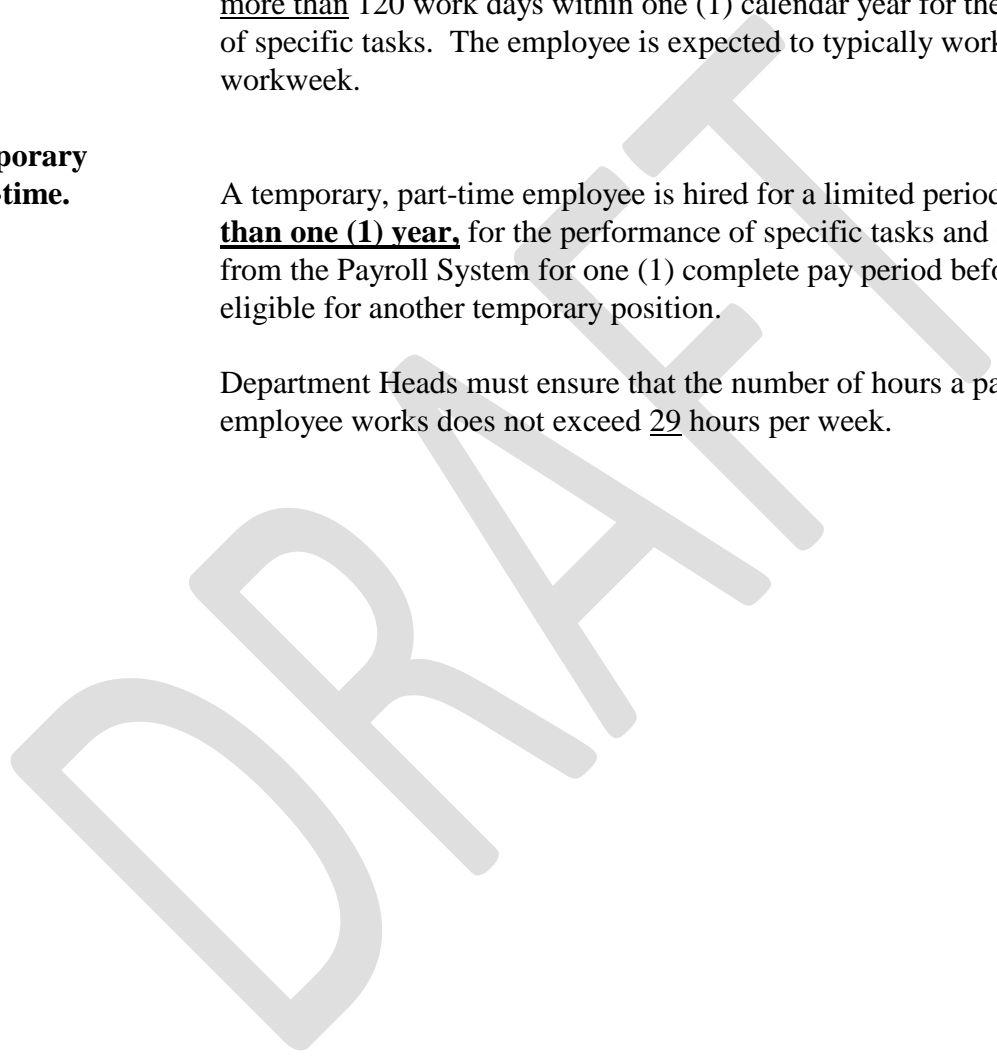 more than 120 work days within one (1) calendar year for the
of specific tasks. The employee is expected to typically work
workweek.
porary
-time.
A temporary, part-time employee is hired for a limited period
than one (1) year, for the performance of specific tasks and
from the Payroll System for one (1) complete pay period befo
eligible for another temporary position.
Department Heads must ensure that the number of hours a pa
employee works does not exceed 29 hours per week.
DRAFT